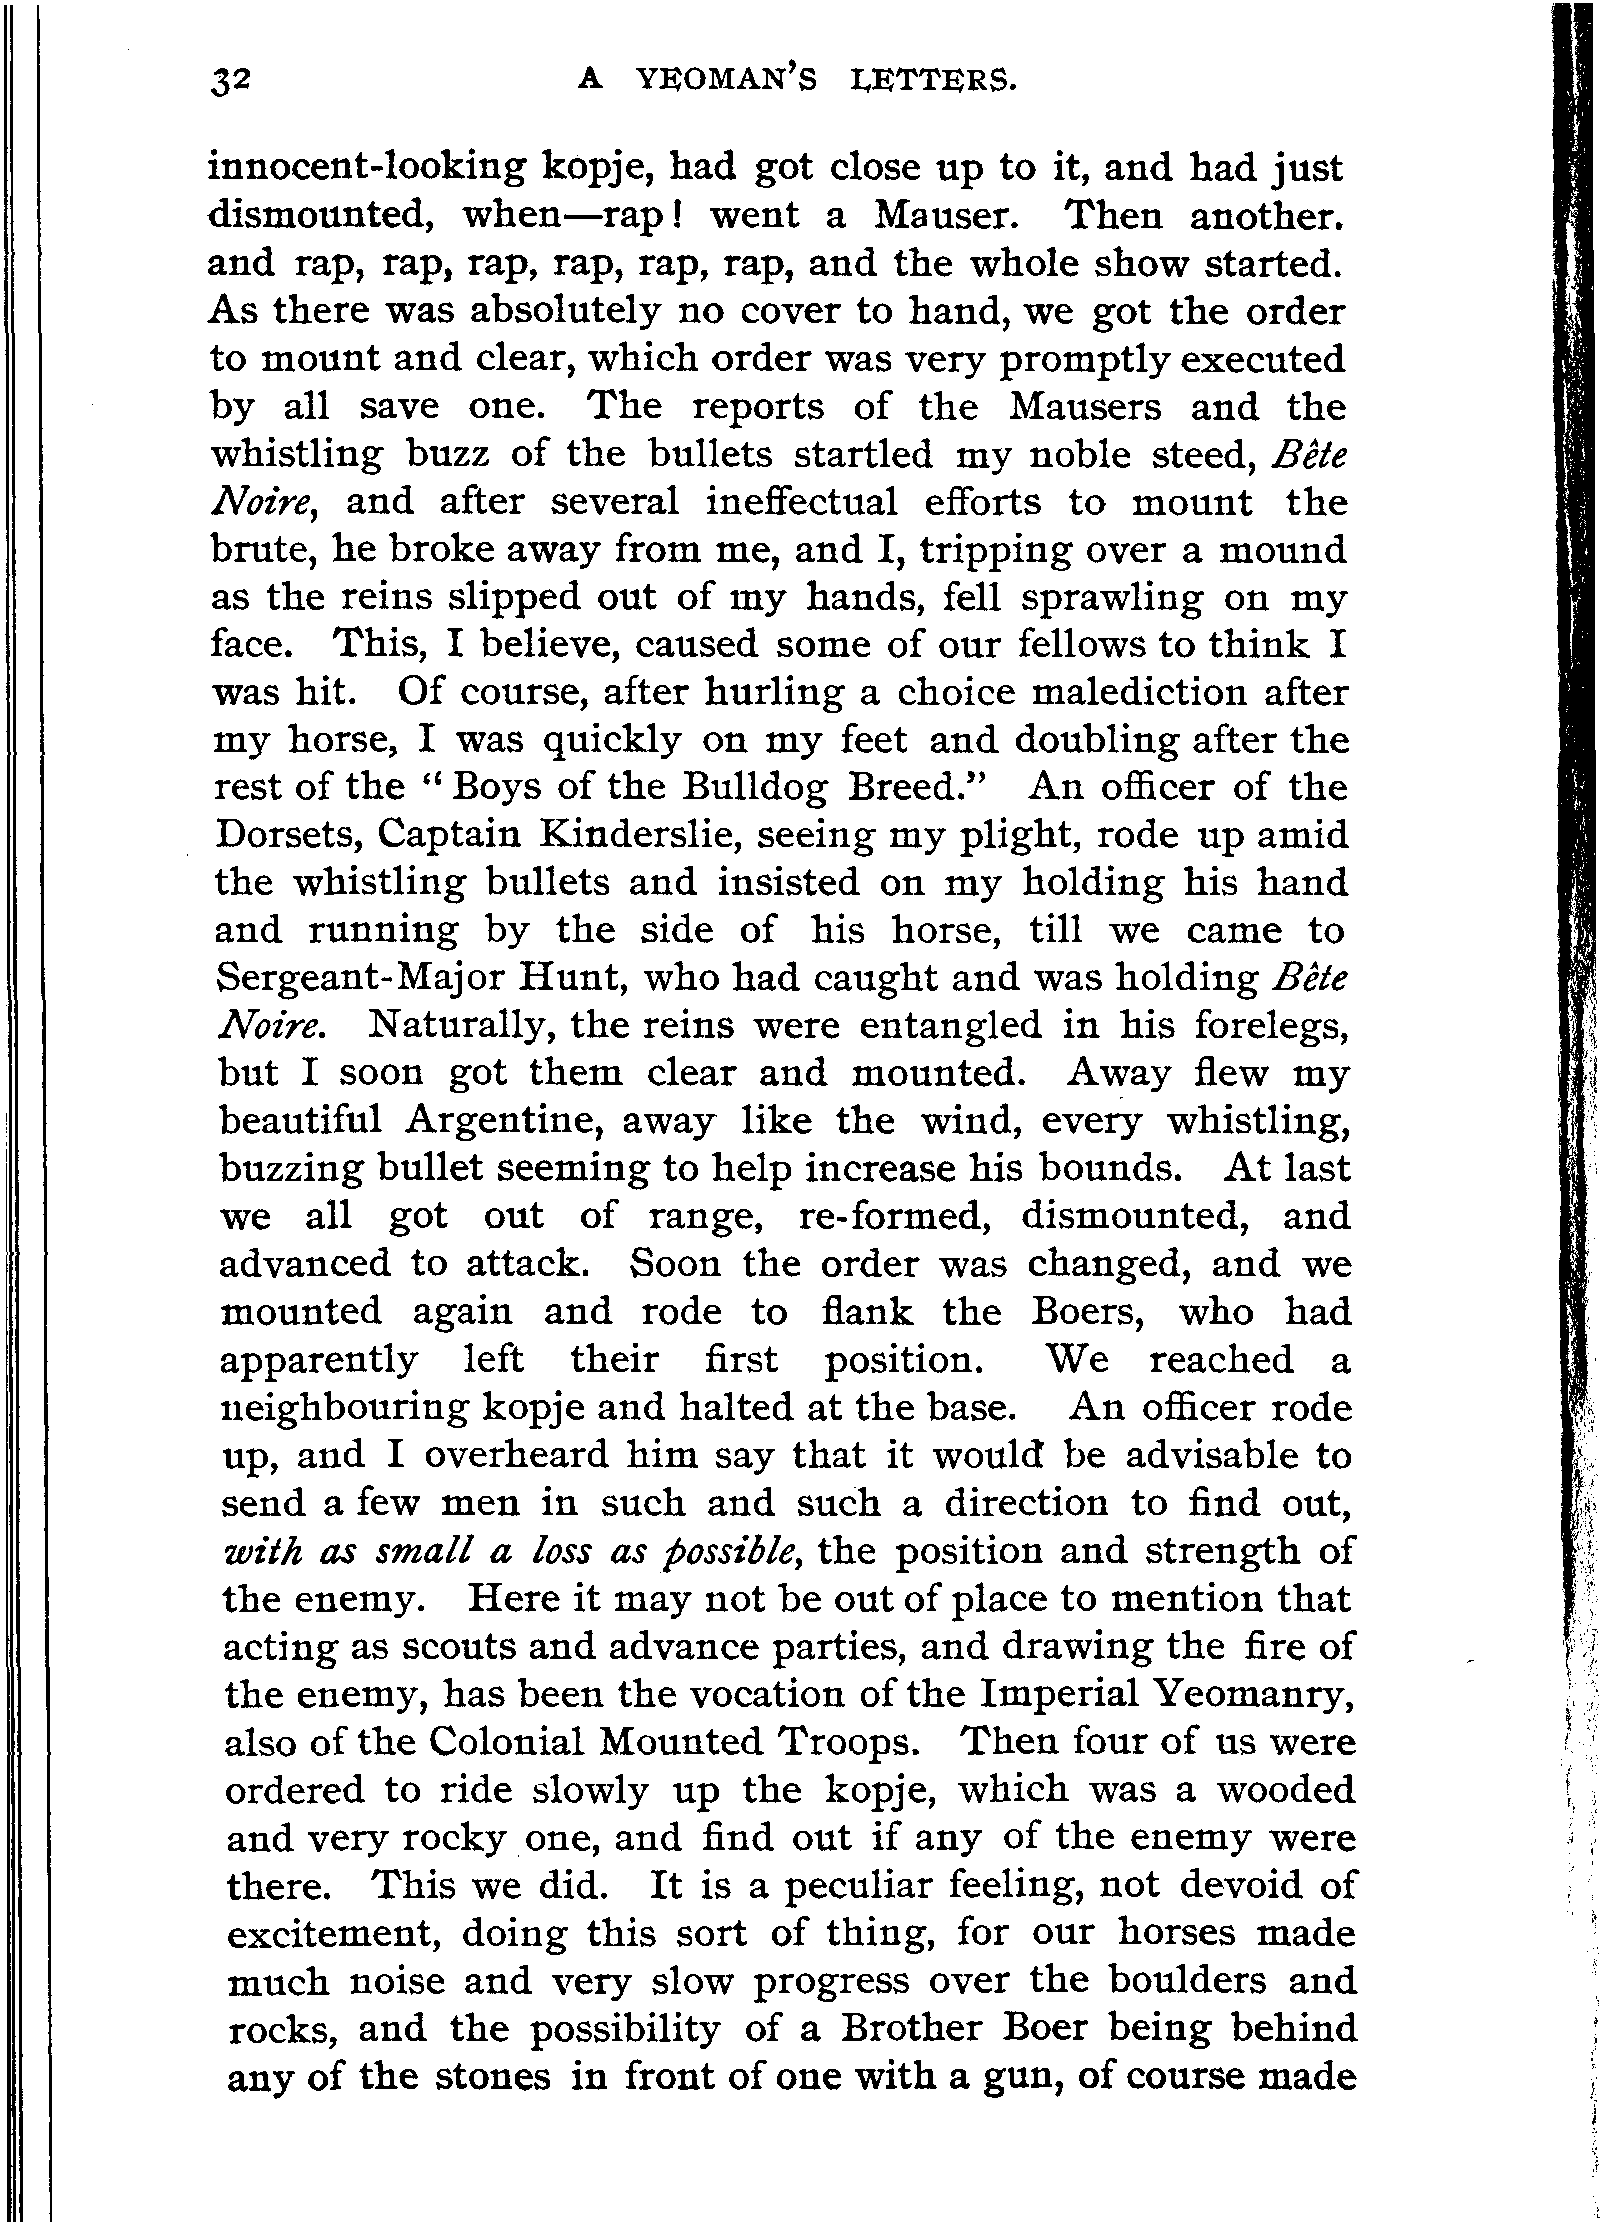 32 A YEOMAN'S LETTERS.
innocent-looking kopje, had got close up to it, and had just
dismounted, when—rap! went a Mauser. Then another.
and rap, rap, rap, rap, rap, rap, and the whole show started.
As there was absolutely no cover to hand, we got the order
to mount and clear, which order was very promptly executed
by all save one. The reports of the Mausers and the
whistling buzz of the bullets startled my noble steed, Bête
Noire, and after several ineffectual efforts to mount the
brute, he broke away from me, and I, tripping over a mound
as the reins slipped out of my hands, fell sprawling on my
face. This, I believe, caused some of our fellows to think I
was hit. Of course, after hurling a choice malediction after
my horse, I was quickly on my feet and doubling after the
rest of the "Boys of the Bulldog Breed." An officer of the
Dorsets, Captain Kinderslie, seeing my plight, rode up amid
the whistling bullets and insisted on my holding his hand
and running by the side of his horse, till we came to
Sergeant-Major Hunt, who had caught and was holding Bête
Noire. Naturally, the reins were entangled in his forelegs,
but I soon got them clear and mounted. Away flew my
beautiful Argentine, away like the wind, every whistling,
buzzing bullet seeming to help increase his bounds. At last
we all got out of range, re-formed, dismounted, and
advanced to attack. Soon the order was changed, and we
mounted again and rode to flank the Boers, who had
apparently left their first position. We reached a
neighbouring kopje and halted at the base. An officer rode
up, and I overheard him say that it would be advisable to
send a few men in such and such a direction to find out,
with as small a loss as possible, the position and strength of
the enemy. Here it may not be out of place to mention that
acting as scouts and advance parties, and drawing the fire of
the enemy, has been the vocation of the Imperial Yeomanry,
also of the Colonial Mounted Troops. Then four of us were
ordered to ride slowly up the kopje, which was a wooded
and very rocky one, and find out if any of the enemy were
there. This we did. It is a peculiar feeling, not devoid of
excitement, doing this sort of thing, for our horses made
much noise and very slow progress over the boulders and
rocks, and the possibility of a Brother Boer being behind
any of the stones in front of one with a gun, of course made